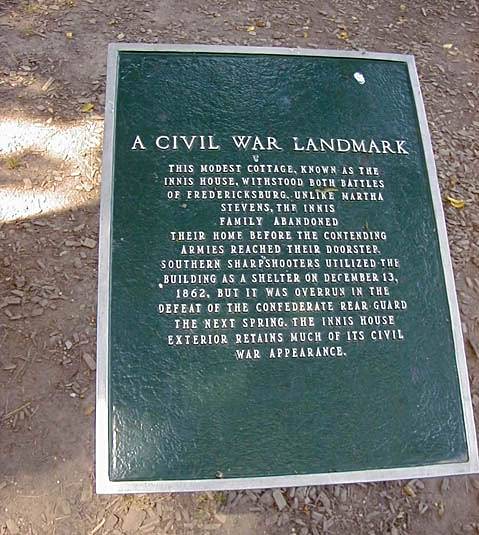 A CIVIL WAR LANDMARK
THIS MODEST COTTAGE, KNOWN AS THE
INNIS HOUSE, WITHSTOOD BOTH BATTLES
OF FREDERICKSBURG. UNLIKE MARTHA
STEVENS, THE INNIS
FAMILY ABANDONED
THEIR HOME BEFORE THE CONTENDING
ARMIES REACHED THEIR DOORSTEP.
SOUTHERN SHARPSHOOTERS UTILIZED THE
BUILDING AS A SHELTER ON DECEMBER 13,
1862, BUT IT WAS OVERRUN IN THE
DEFEAT OF THE CONFEDERATE REAR GUARD
THE NEXT SPRING. THE INNIS HOUSE
EXTERIOR RETAINS MUCH OF ITS CIVIL
WAR APPEARANCE.